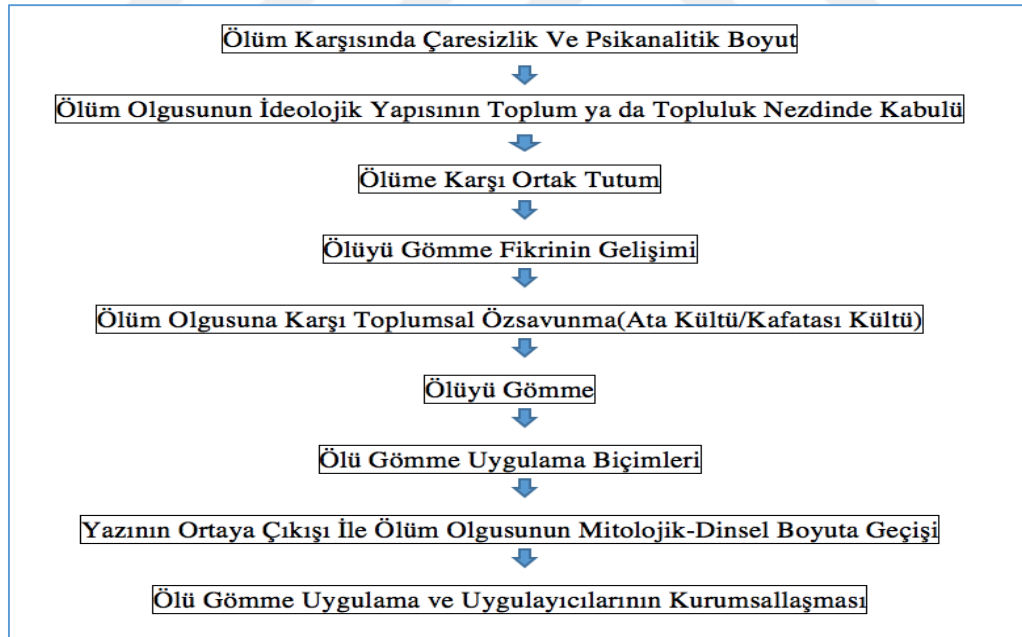 Ölüm Karşısında Çaresizlik Ve Psikanalitik Boyut
Ölüm Olgusunun İdeolojik Yapısının Toplum ya da Topluluk Nezdinde Kabulü
Ölüme Karşı Ortak Tutum
Ölüyü Gömme Fikrinin Gelişimi
Ölüm Olgusuna Karşı Toplumsal Özsavunma(Ata Kültü/Kafatası Kültü)
Ölüyü Gömme
Ölü Gömme Uygulama Biçimleri
Yazının Ortaya Çıkışı İle Ölüm Olgusunun Mitolojik-Dinsel Boyuta Geçişi
Ölü Gömme Uygulama ve Uygulayıcılarının Kurumsallaşması